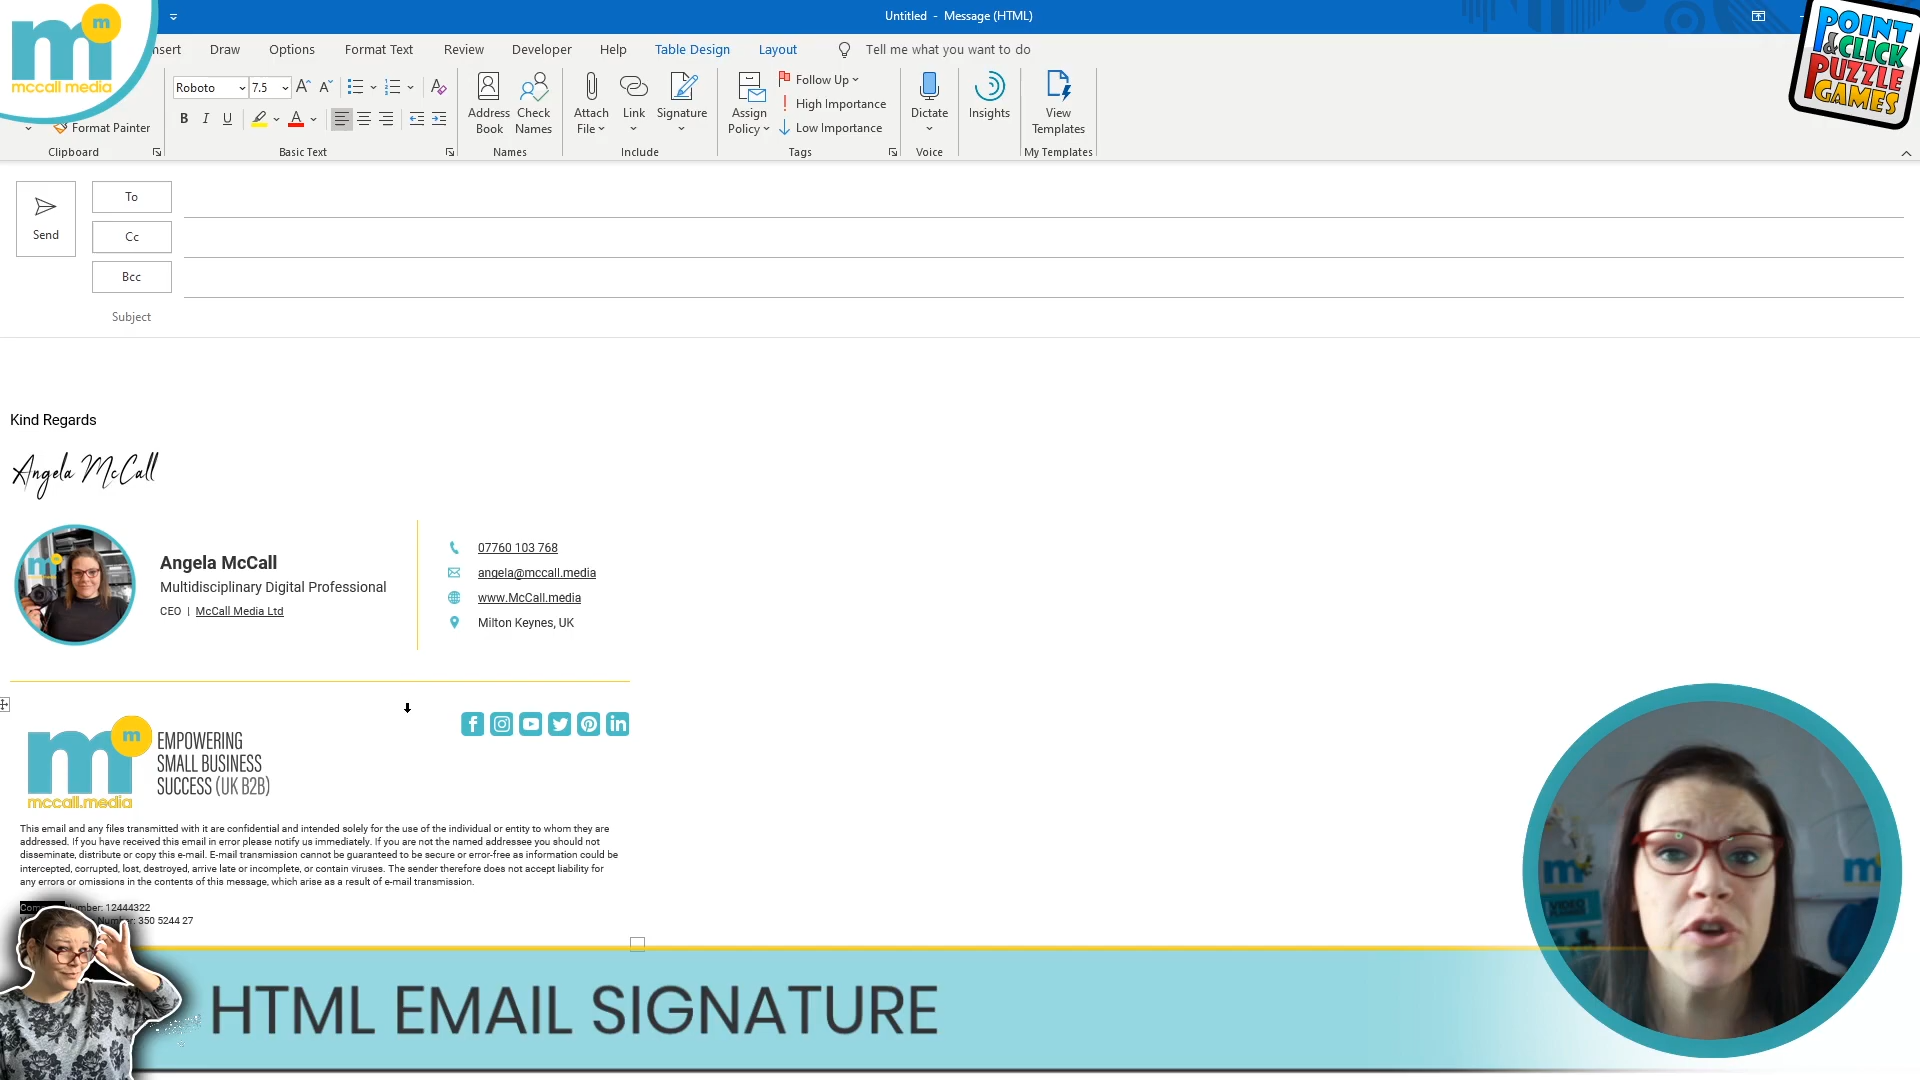 m
m
mccall media
Untitled - Message (HTML)
POINT
&CLICK
PUZZLE
GAMES
nsert
Draw
Options
Format Text
Review
Developer
Help
Table Design
Layout
Tell me what you want to do
Format Painter
Clipboard
Roboto
7.5
B
I
U
Basic Text
Address
Book
Check
Names
Names
Attach
File
Link
Signature
Include
Assign
Policy
Follow Up
High Importance
Low Importance
Tags
Dictate
Voice
Insights
View
Templates
My Templates
Send
To
Cc
Bcc
Subject
Kind Regards
Angela McCall
Angela McCall
Multidisciplinary Digital Professional
CEO | McCall Media Ltd
07760 103 768
angela@mccall.media
www.McCall.media
Milton Keynes, UK
m
m
mccall.media
EMPOWERING
SMALL BUSINESS
SUCCESS (UK B2B)
This email and any files transmitted with it are confidential and intended solely for the use of the individual or entity to whom they are
addressed. If you have received this email in error please notify us immediately. If you are not the named addressee you should not
disseminate, distribute or copy this e-mail. E-mail transmission cannot be guaranteed to be secure or error-free as information could be
intercepted, corrupted, lost, destroyed, arrive late or incomplete, or contain viruses. The sender therefore does not accept liability for
any errors or omissions in the contents of this message, which arise as a result of e-mail transmission.
Number: 12444322
Number: 350 5244 27
HTML EMAIL SIGNATURE